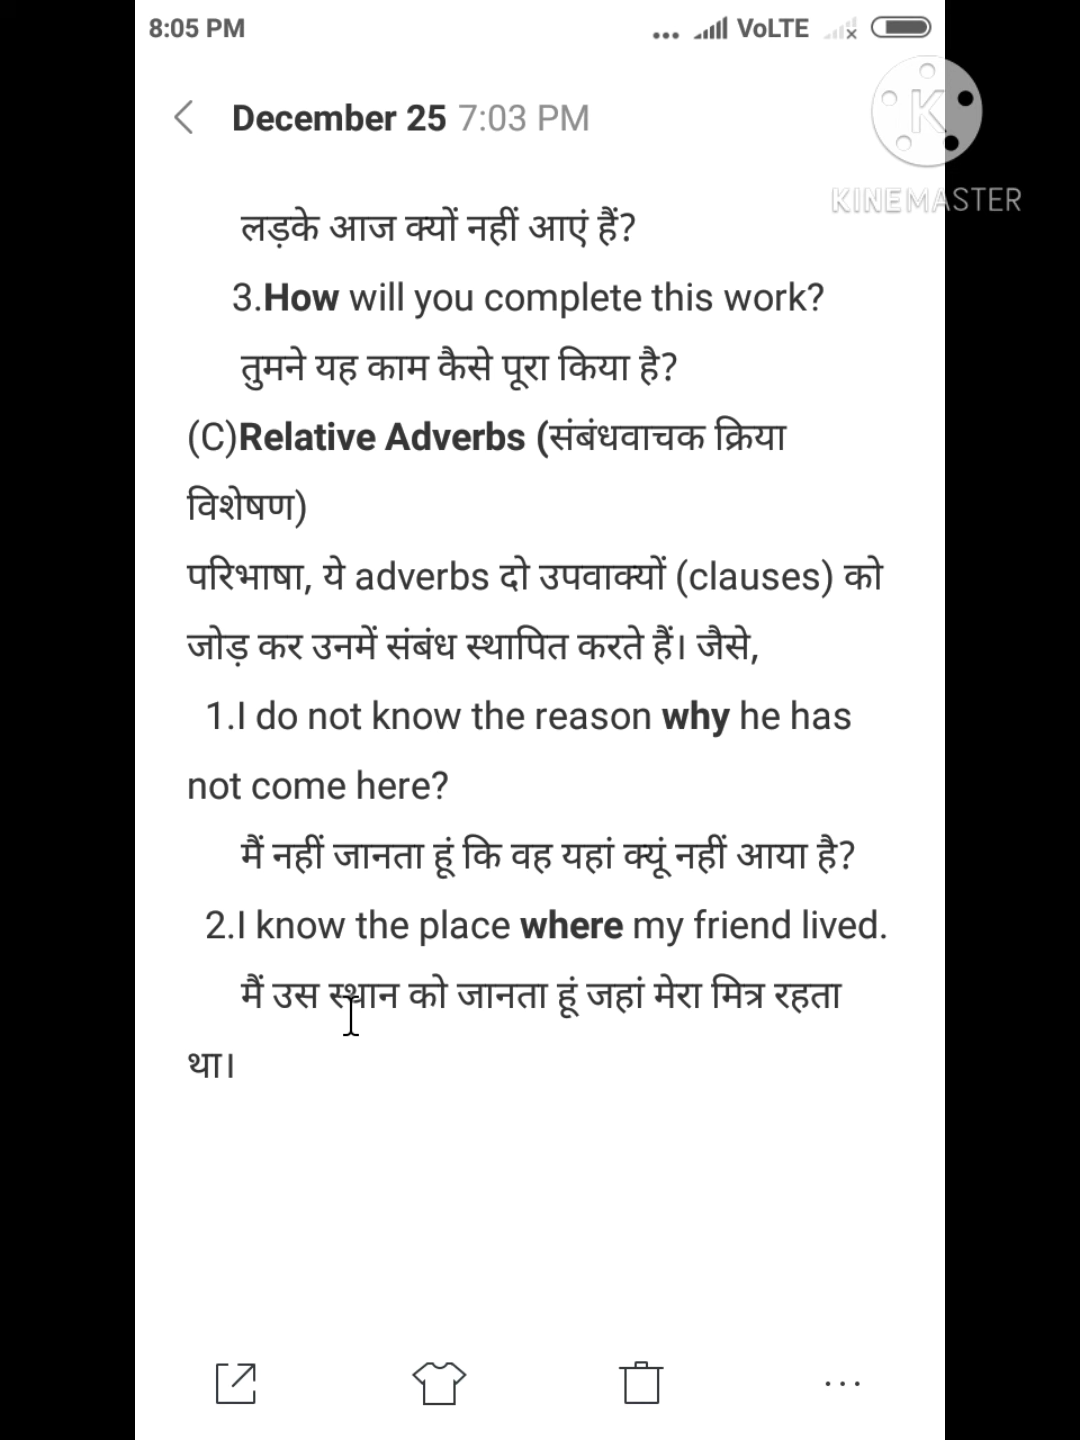 8:05 PM
... VoLTE
December 25 7:03 PM
K
KINEMASTER
लड़के आज क्यों नहीं आएं हैं?
3.How will you complete this work?
तुमने यह काम कैसे पूरा किया है?
(C)Relative Adverbs (संबंधवाचक क्रिया
विशेषण)
परिभाषा, ये adverbs दो उपवाक्यों (clauses) को
जोड़ कर उनमें संबंध स्थापित करते हैं। जैसे,
1.I do not know the reason why he has
not come here?
मैं नहीं जानता हूं कि वह यहां क्यूं नहीं आया है?
2.I know the place where my friend lived.
मैं उस स्थान को जानता हूं जहां मेरा मित्र रहता
था।